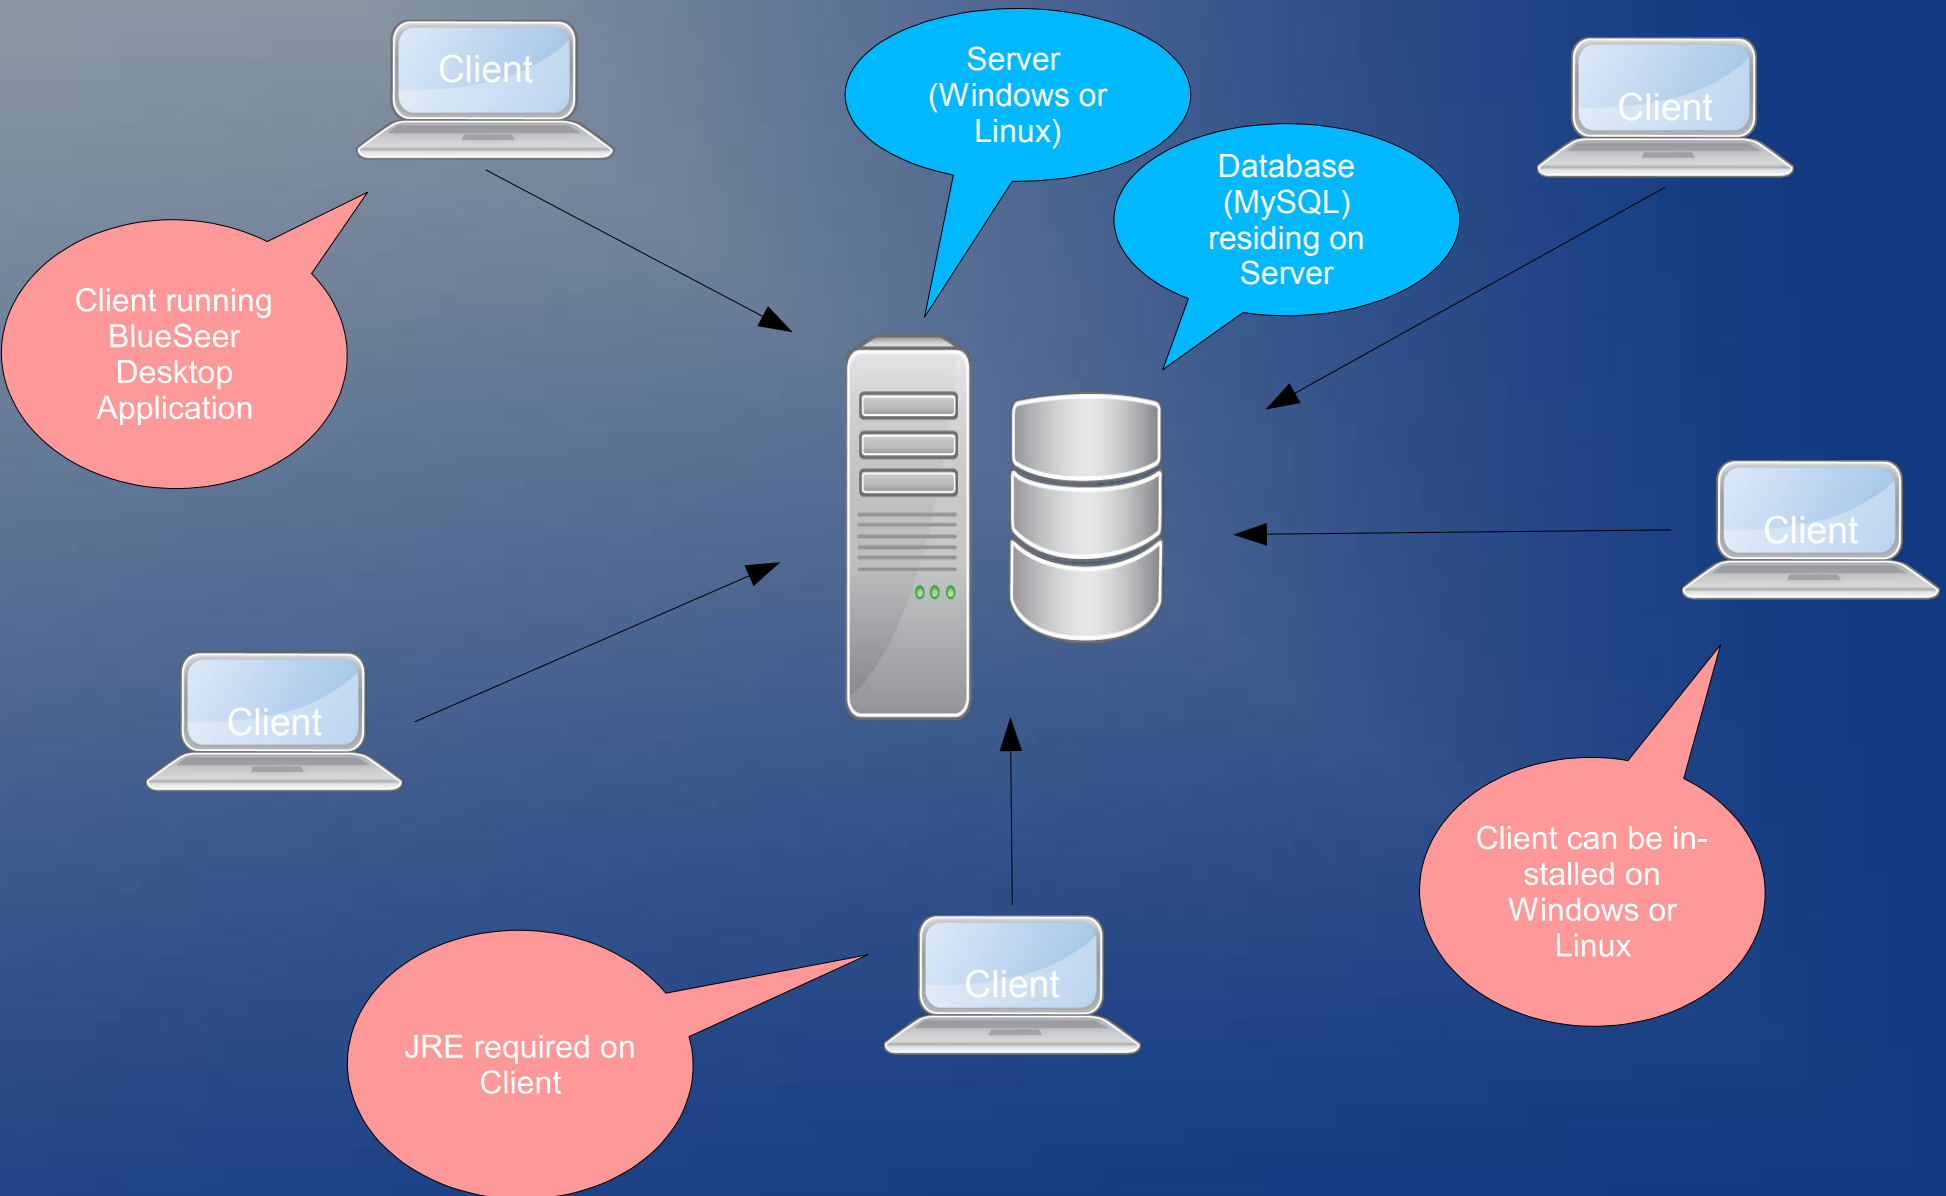 Client
Server
(Windows or
Linux)
Client
Database
(MySQL)
residing on
Server
Client running
BlueSeer
Desktop
Application
Client
Client
Client can be in-
stalled on
Windows or
Linux
Client
JRE required on
Client